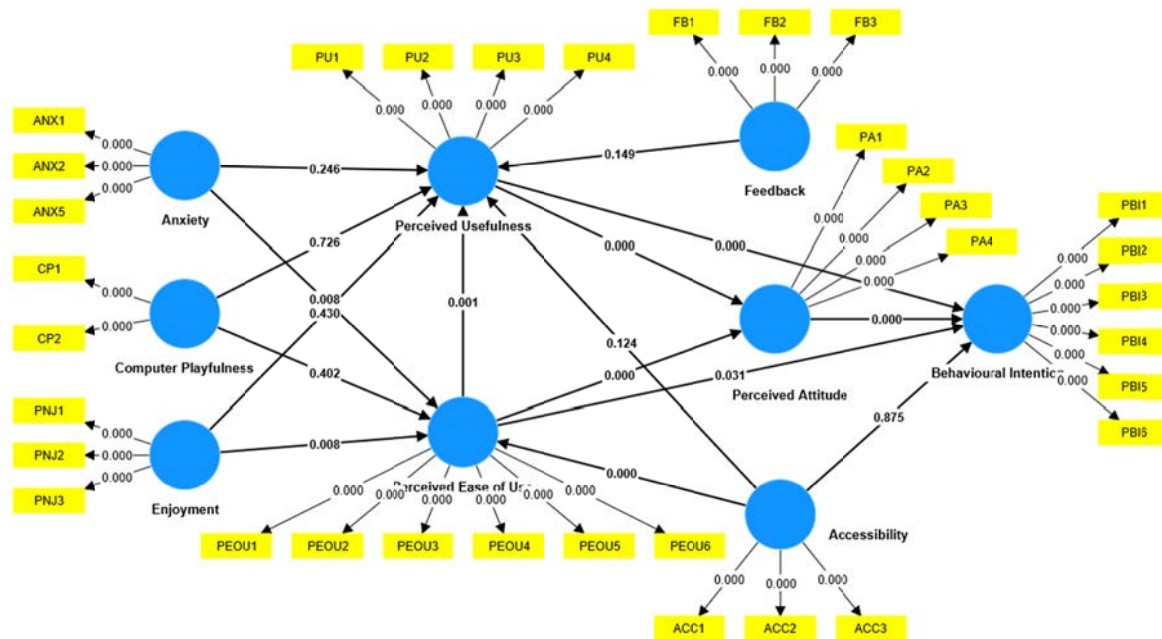 FB1 FB2 FB3
0.000 0.000 0.000
PU1 PU2 PU3 PU4
0.000 0.000 0.000 0.000
ANX1
0.000
ANX2
0.000
ANX5
0.000
Anxiety
0.246
Perceived Usefulness
0.149
Feedback
PA1
PA2
PA3
PA4
0.000
0.000
0.000
0.000
CP1
0.000
CP2
0.000
Computer Playfulness
0.726
0.008
0.430
0.402
0.001
0.000
0.000
0.124
0.000
Perceived Attitude
0.000
0.031
PBI1
PBI2
PBI3
PBI4
PBI5
PBI6
0.000
0.000
0.000
0.000
0.000
0.000
Behavioural Intention
0.875
PNJ1
0.000
PNJ2
0.000
PNJ3
0.000
Enjoyment
0.008
Perceived Ease of Use
0.000
0.000 0.000 0.000 0.000 0.000 0.000
PEOU1 PEOU2 PEOU3 PEOU4 PEOU5 PEOU6
Accessibility
0.000 0.000 0.000
ACC1 ACC2 ACC3